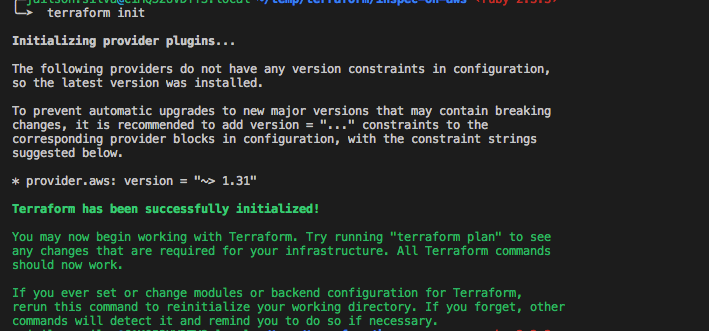 ~/temp/terraform/inspec-on-aws
terraform init
Initializing provider plugins...
The following providers do not have any version constraints in configuration,
so the latest version was installed.
To prevent automatic upgrades to new major versions that may contain breaking
changes, it is recommended to add version = "..." constraints to the
corresponding provider blocks in configuration, with the constraint strings
suggested below.
* provider.aws: version = "~> 1.31"
Terraform has been successfully initialized!
You may now begin working with Terraform. Try running "terraform plan" to see
any changes that are required for your infrastructure. All Terraform commands
should now work.
If you ever set or change modules or backend configuration for Terraform,
rerun this command to reinitialize your working directory. If you forget, other
commands will detect it and remind you to do so if necessary.